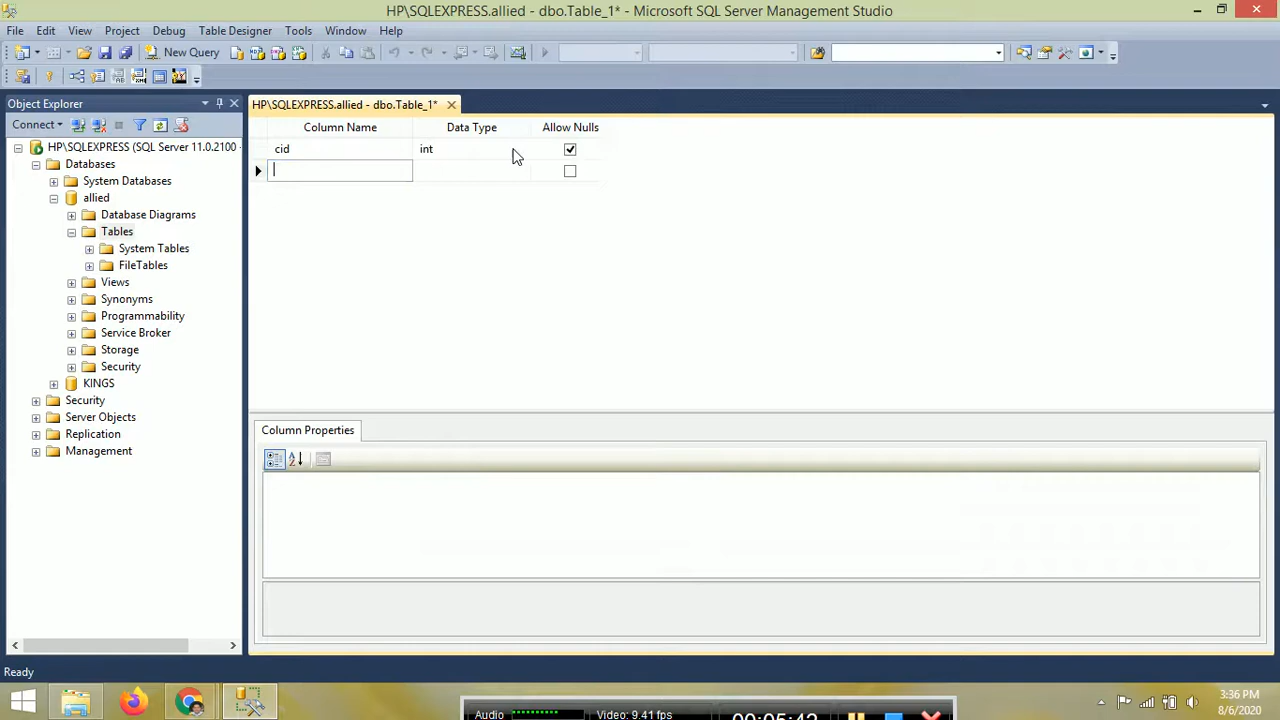 HP\SQLEXPRESS.allied - dbo.Table_1* - Microsoft SQL Server Management Studio
File Edit View Project Debug Table Designer Tools Window Help
New Query
Object Explorer
HP\SQLEXPRESS.allied - dbo.Table_1*
Connect
Column Name Data Type Allow Nulls
cid int
HP\SQLEXPRESS (SQL Server 11.0.2100 -
Databases
System Databases
allied
Database Diagrams
Tables
System Tables
FileTables
Views
Synonyms
Programmability
Service Broker
Storage
Security
KINGS
Security
Server Objects
Replication
Management
Column Properties
Ready
3:36 PM
8/6/2020
Audio
Video: 9.41 fps
00:05:42